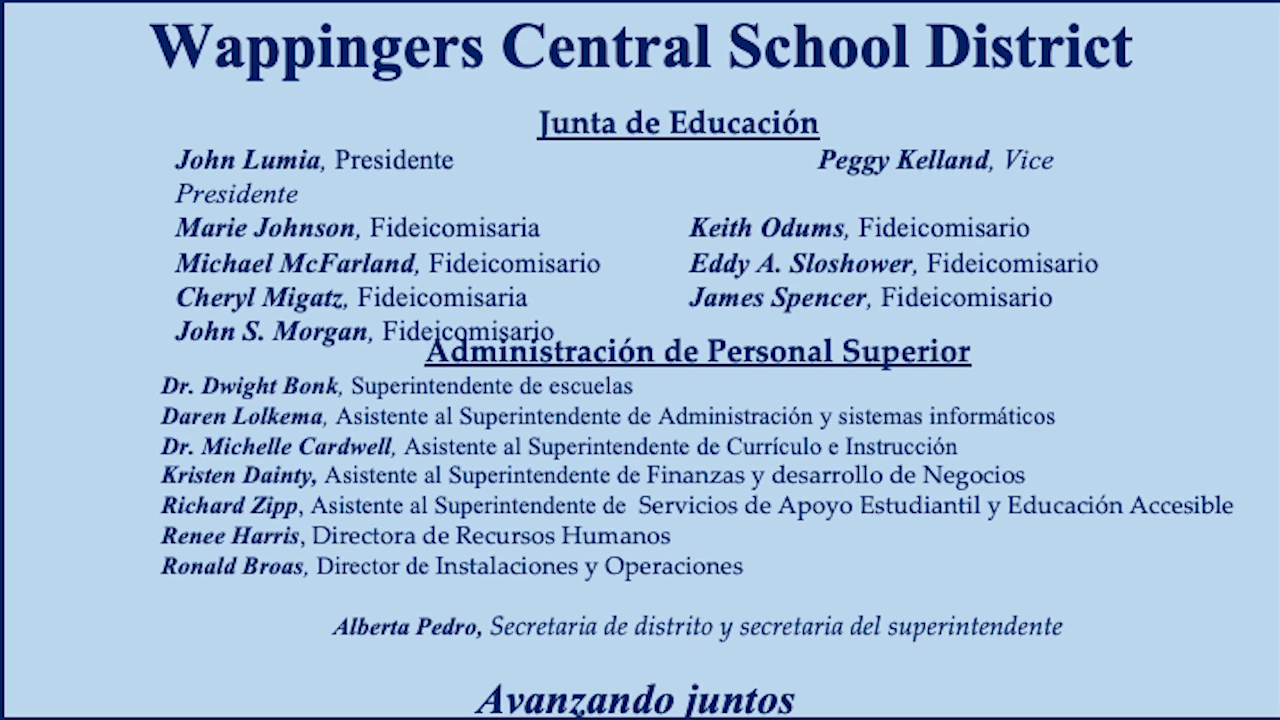 Wappingers Central School District
Junta de Educación
John Lumia, Presidente Peggy Kelland, Vice
Presidente
Marie Johnson, Fideicomisaria Keith Odums, Fideicomisario
Michael McFarland, Fideicomisario Eddy A. Sloshower, Fideicomisario
Cheryl Migatz, Fideicomisaria James Spencer, Fideicomisario
John S. Morgan, Fideicomisario
Administración de Personal Superior
Dr. Dwight Bonk, Superintendente de escuelas
Daren Lolkema, Asistente al Superintendente de Administración y sistemas informáticos
Dr. Michelle Cardwell, Asistente al Superintendente de Currículo e Instrucción
Kristen Dainty, Asistente al Superintendente de Finanzas y desarrollo de Negocios
Richard Zipp, Asistente al Superintendente de Servicios de Apoyo Estudiantil y Educación Accesible
Renee Harris, Directora de Recursos Humanos
Ronald Broas, Director de Instalaciones y Operaciones
Alberta Pedro, Secretaria de distrito y secretaria del superintendente
Avanzando juntos